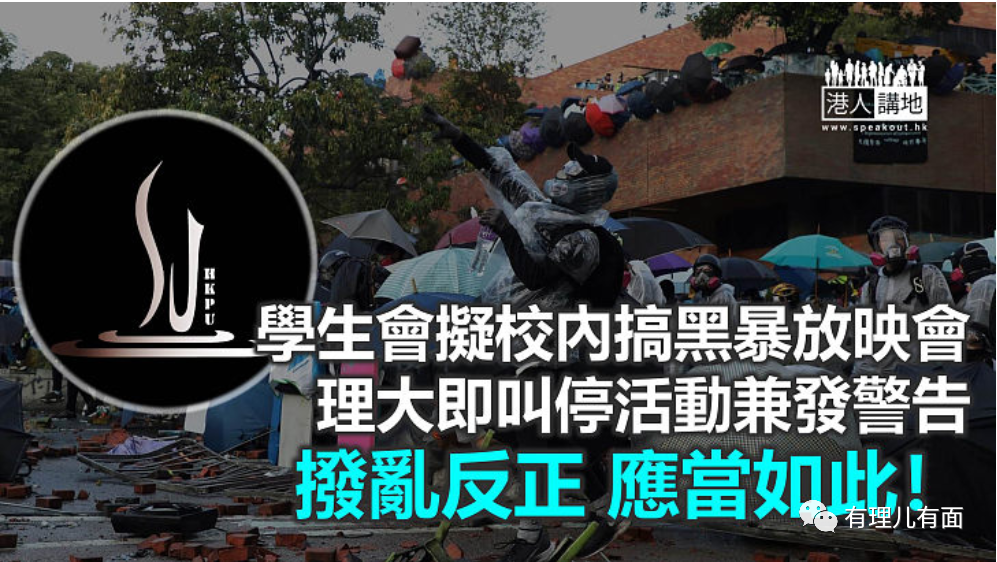 港人講地
www.speakout.hk
HKPU
學生會擬校內搞黑暴放映會
理大即叫停活動兼發警告
撥亂反正 應當如此！
有理儿有面